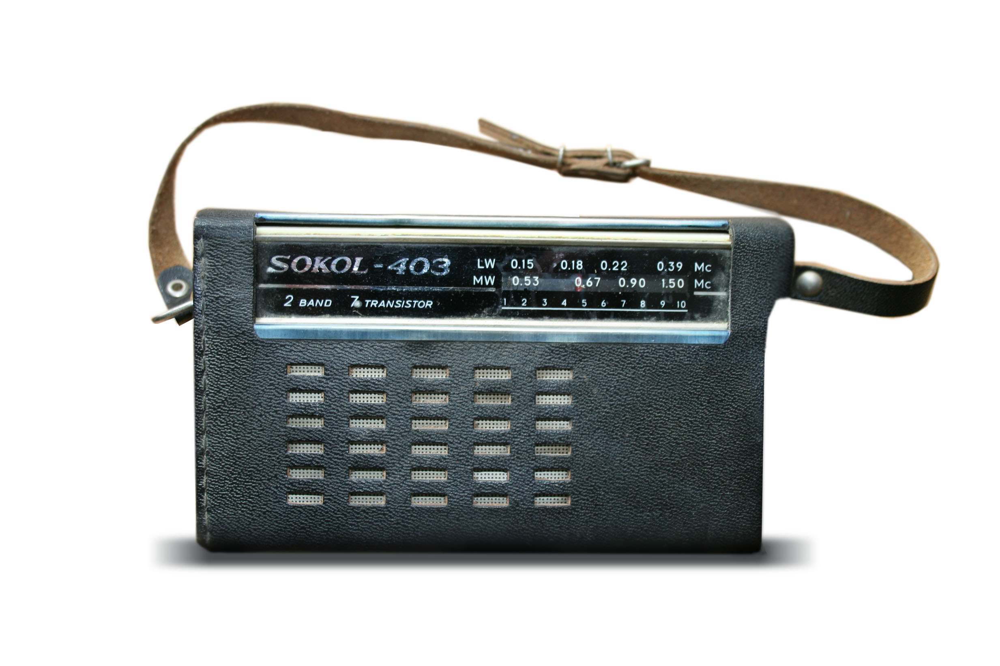 SOKOL-403
2 BAND 7 TRANSISTOR
LW 0.15 0.18 0.22 0.39 Mc
MW 0.53 0.67 0.90 1.50 Mc
1 2 3 4 5 6 7 8 9 10